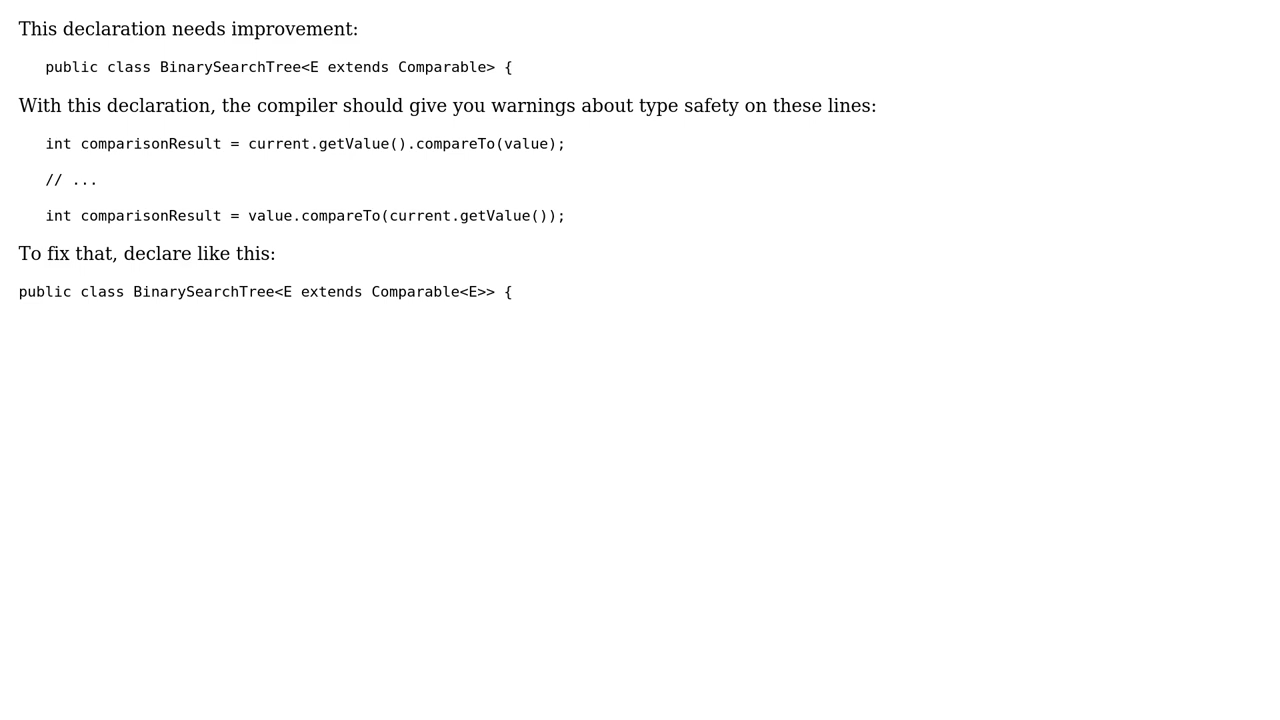 This declaration needs improvement:
public class BinarySearchTree<E extends Comparable> {
With this declaration, the compiler should give you warnings about type safety on these lines:
int comparisonResult = current.getValue().compareTo(value);
// ...
int comparisonResult = value.compareTo(current.getValue());
To fix that, declare like this:
public class BinarySearchTree<E extends Comparable<E>> {